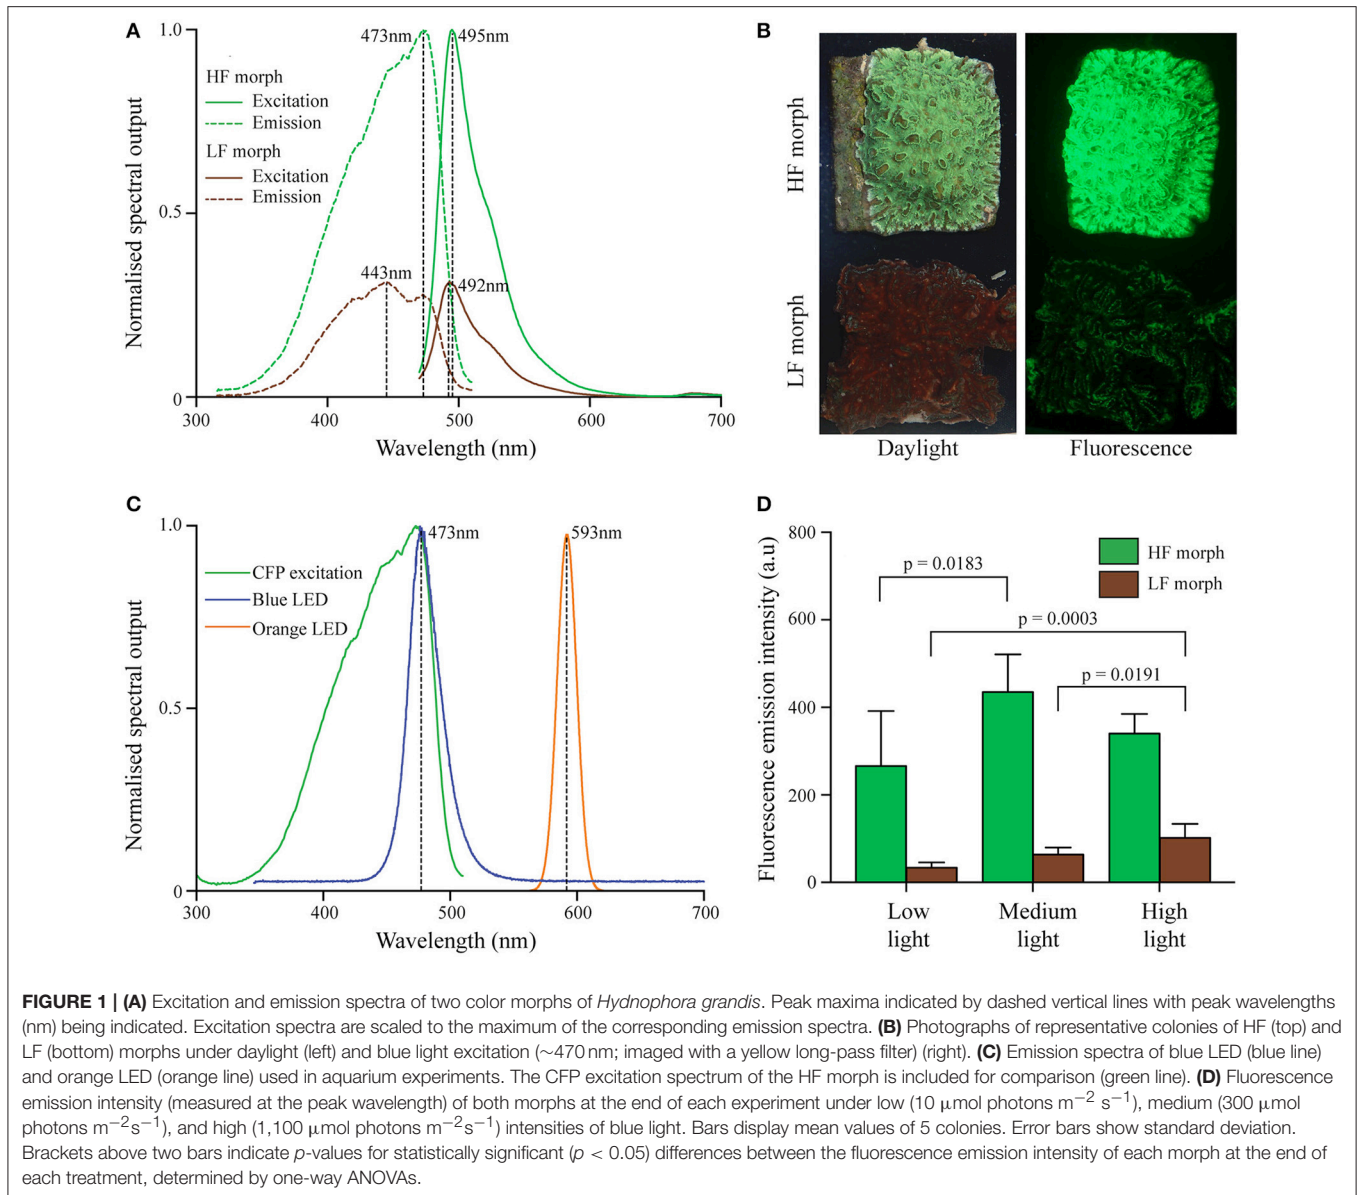 A
1.0
473nm
495nm
HF morph
Excitation
Emission
LF morph
Excitation
Emission
0.5
443nm
492nm
0
300
400
500
600
700
Wavelength (nm)
Normalised spectral output
B
HF morph
LF morph
Daylight
Fluorescence
C
1.0
473nm
593nm
CFP excitation
Blue LED
Orange LED
0.5
0
300
400
500
600
700
Wavelength (nm)
Normalised spectral output
D
800
600
400
200
0
Fluorescence emission intensity (a.u)
HF morph
LF morph
p = 0.0183
p = 0.0003
p = 0.0191
Low
light
Medium
light
High
light
FIGURE 1 | (A) Excitation and emission spectra of two color morphs of Hydnophora grandis. Peak maxima indicated by dashed vertical lines with peak wavelengths
(nm) being indicated. Excitation spectra are scaled to the maximum of the corresponding emission spectra. (B) Photographs of representative colonies of HF (top) and
LF (bottom) morphs under daylight (left) and blue light excitation (∼470 nm; imaged with a yellow long-pass filter) (right). (C) Emission spectra of blue LED (blue line)
and orange LED (orange line) used in aquarium experiments. The CFP excitation spectrum of the HF morph is included for comparison (green line). (D) Fluorescence
emission intensity (measured at the peak wavelength) of both morphs at the end of each experiment under low (10 μmol photons m⁻² s⁻¹), medium (300 μmol
photons m⁻²s⁻¹), and high (1,100 μmol photons m⁻²s⁻¹) intensities of blue light. Bars display mean values of 5 colonies. Error bars show standard deviation.
Brackets above two bars indicate p-values for statistically significant (p < 0.05) differences between the fluorescence emission intensity of each morph at the end of
each treatment, determined by one-way ANOVAs.